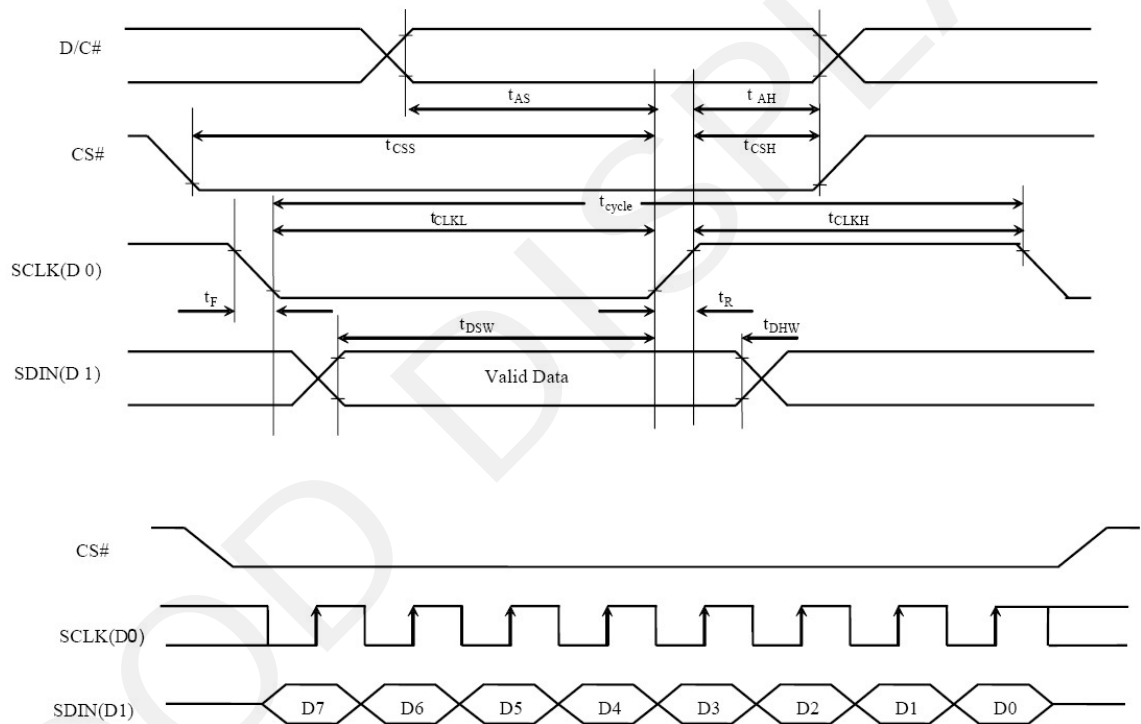 D/C#
tAS
t AH
CS#
tCSS
tCSH
tcycle
tCLKL
tCLKH
SCLK(D 0)
tF
tR
tDSW
tDHW
SDIN(D 1)
Valid Data
CS#
SCLK(D0)
SDIN(D1)
D7 D6 D5 D4 D3 D2 D1 D0